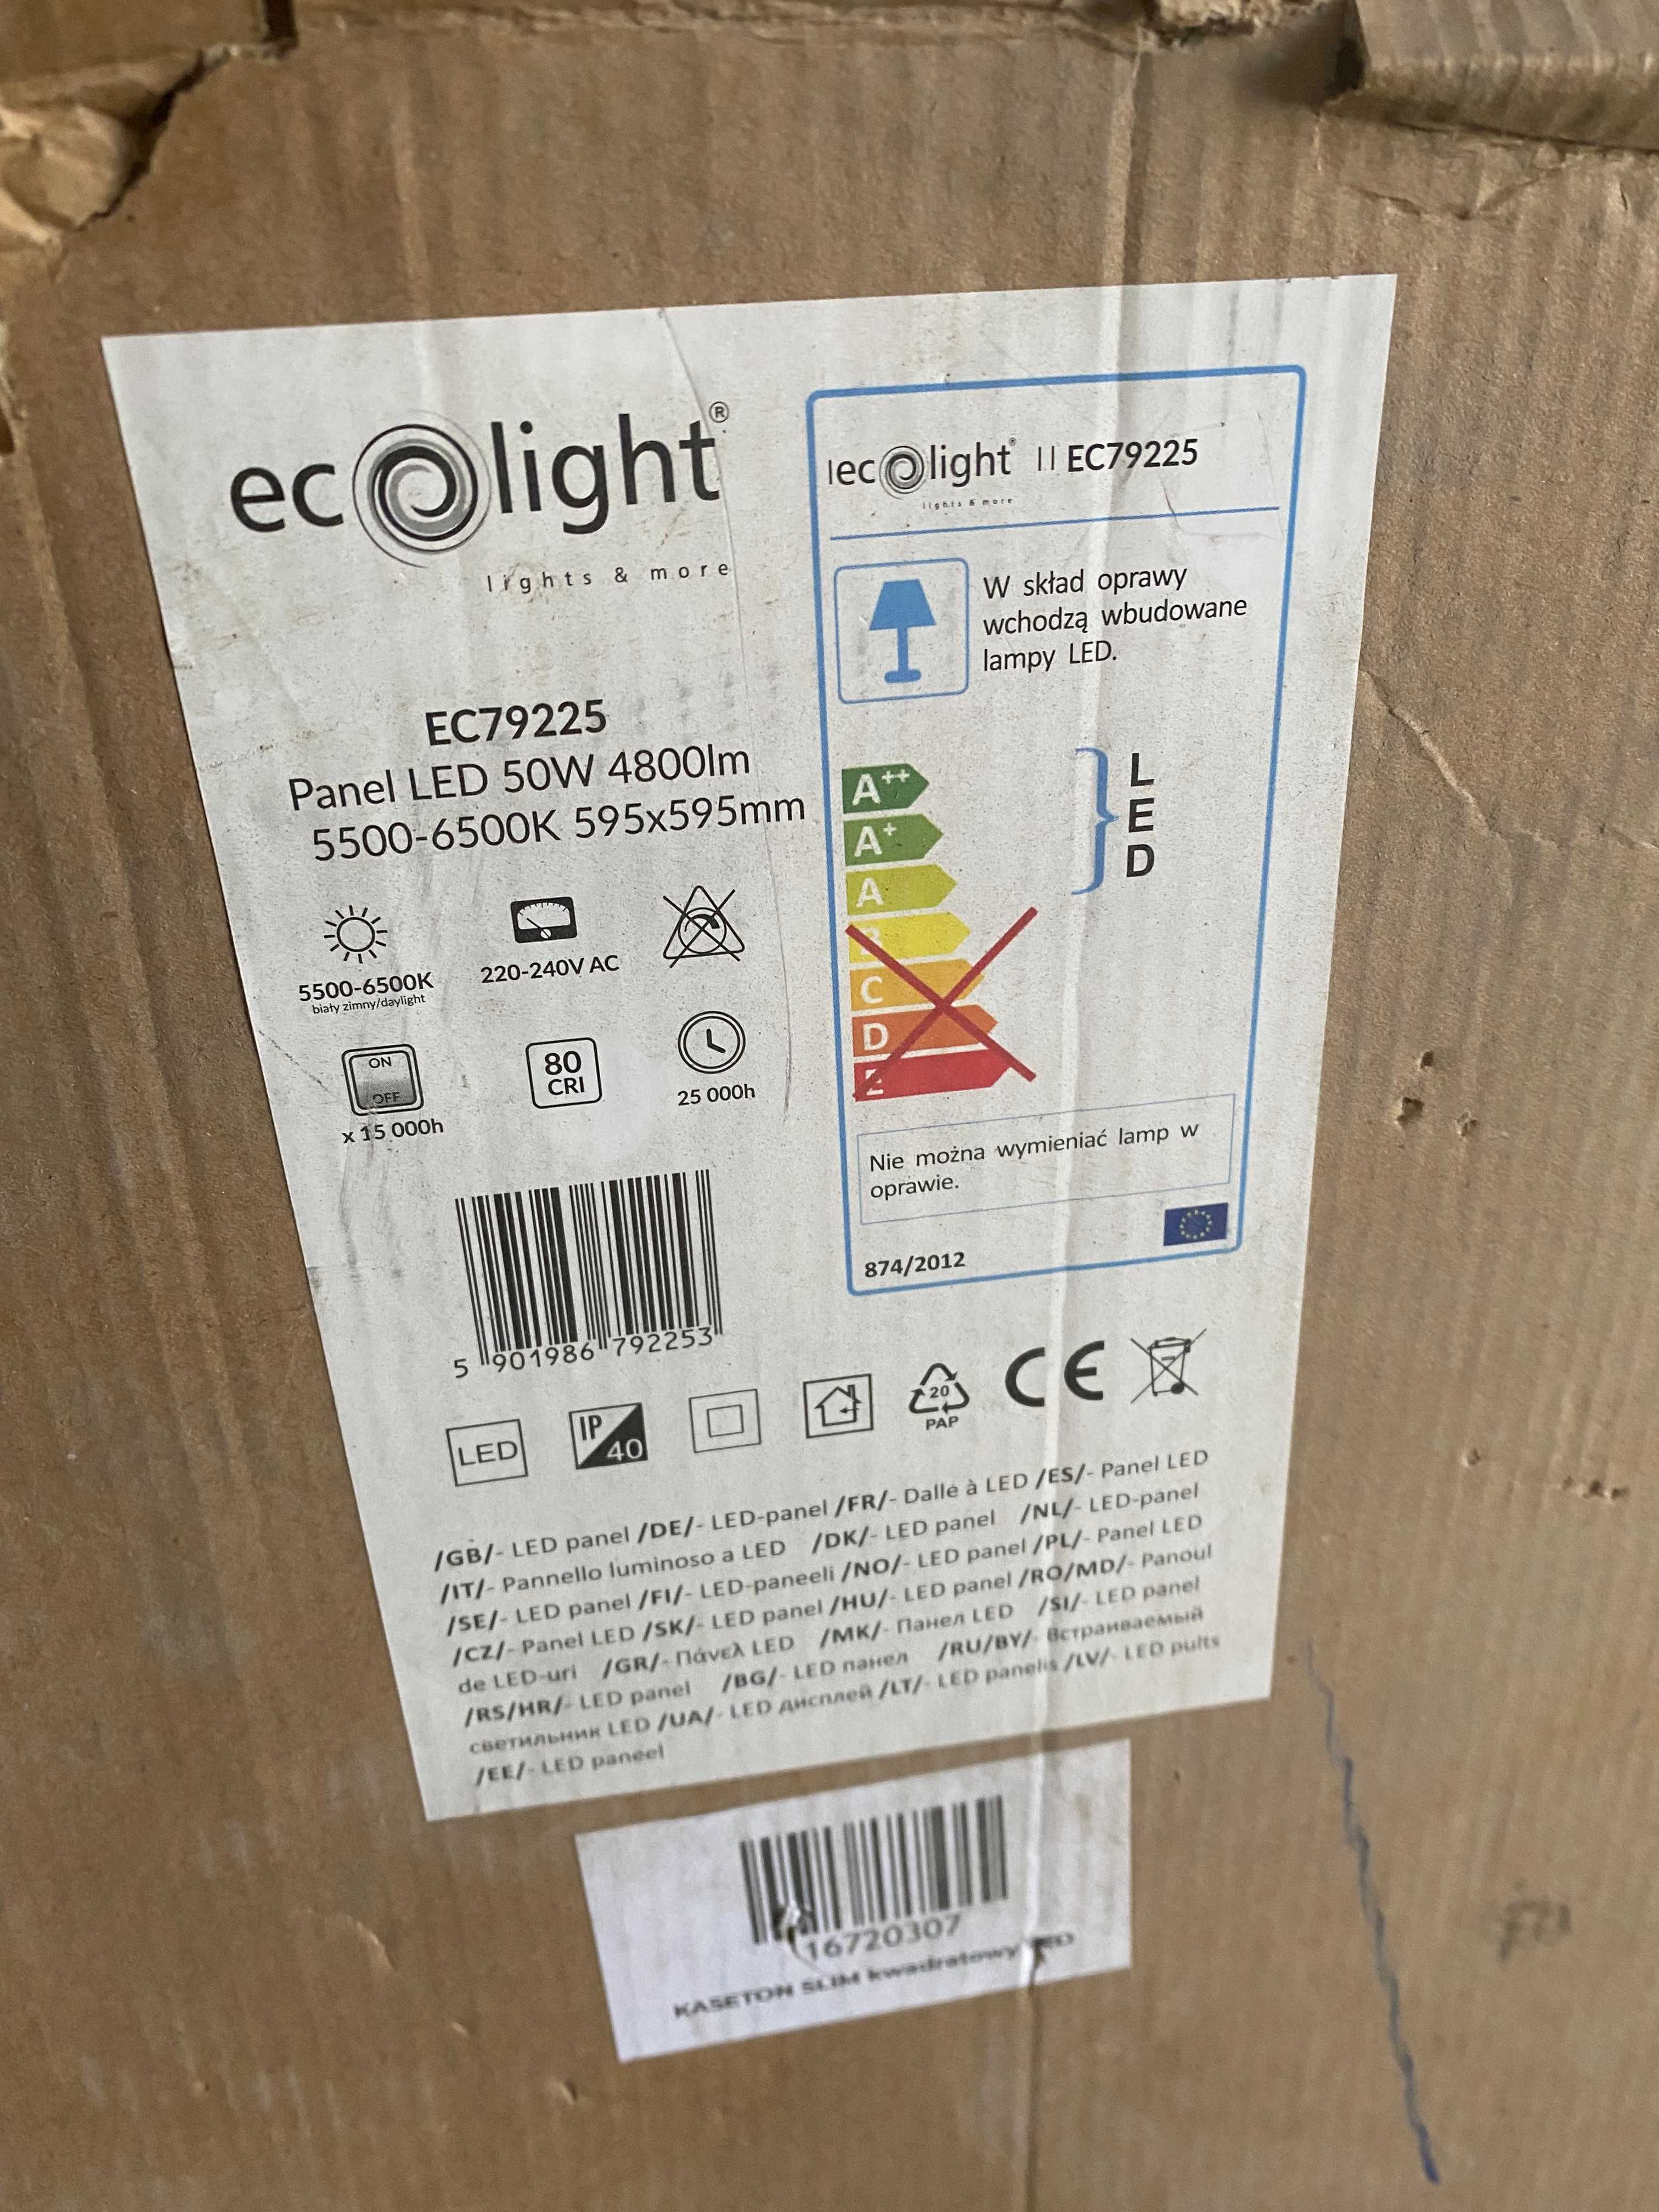 ecolight®
lights & more
EC79225
Panel LED 50W 4800lm
5500-6500K 595x595mm
5500-6500K
biały zimny/daylight
220-240V AC
ON
OFF
x 15 000h
80
CRI
25 000h
5 901986 792253
ecolight® II EC79225
lights & more
W skład oprawy
wchodzą wbudowane
lampy LED.
A++
A+
A
B
C
D
E
L
E
D
Nie można wymieniać lamp w
oprawie.
874/2012
LED
IP
40
20
PAP
CE
/GB/- LED panel /DE/- LED-panel /FR/- Dalle à LED /ES/- Panel LED
/IT/- Pannello luminoso a LED /DK/- LED panel /NL/- LED-panel
/SE/- LED panel /FI/- LED-paneeli /NO/- LED panel /PL/- Panel LED
/CZ/- Panel LED /SK/- LED panel /HU/- LED panel /RO/MD/- Panoul
de LED-uri /GR/- Πάνελ LED /MK/- Панел LED /SI/- LED panel
/RS/HR/- LED panel /BG/- LED панел /RU/BY/- Встраиваемый
светильник LED /UA/- LED дисплей /LT/- LED panelis /LV/- LED pults
/EE/- LED paneel
16720307
KASETON SLIM kwadratowy LED